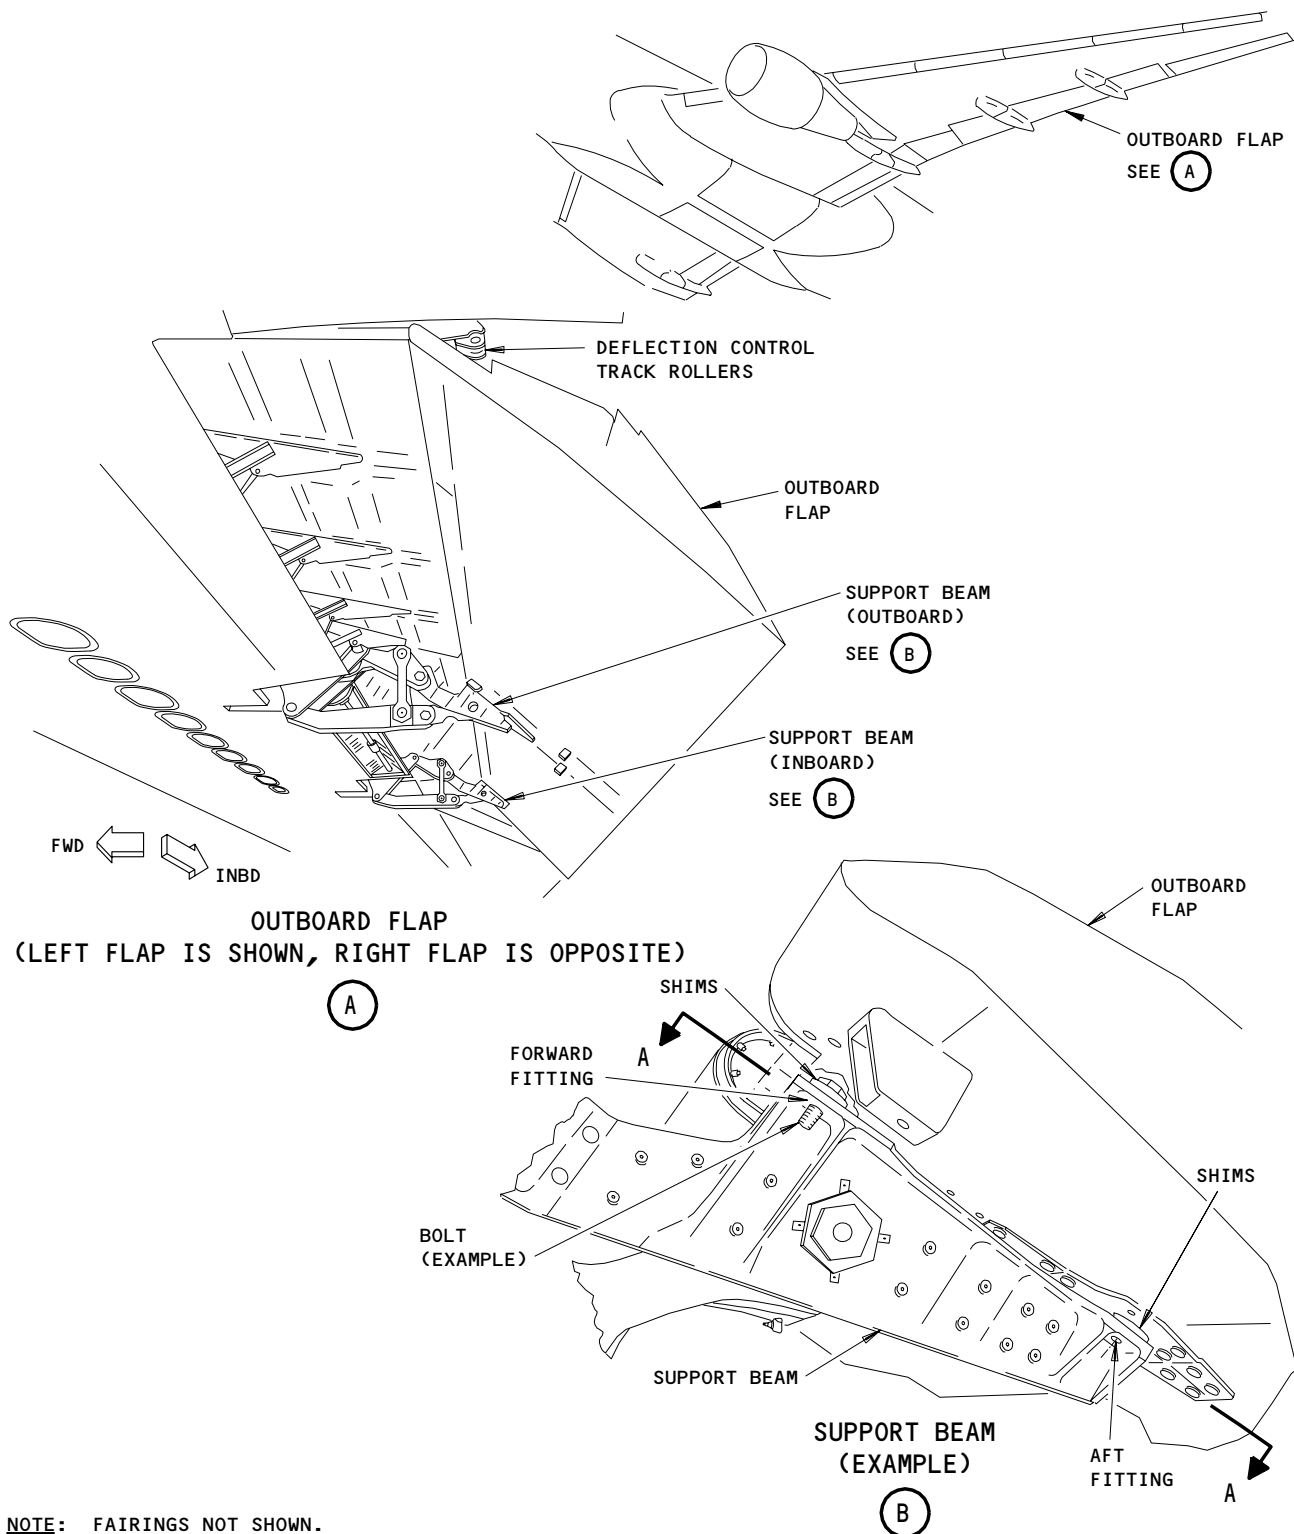 OUTBOARD FLAP
SEE A
DEFLECTION CONTROL
TRACK ROLLERS
OUTBOARD
FLAP
SUPPORT BEAM
(OUTBOARD)
SEE B
SUPPORT BEAM
(INBOARD)
SEE B
FWD
INBD
OUTBOARD FLAP
(LEFT FLAP IS SHOWN, RIGHT FLAP IS OPPOSITE)
A
OUTBOARD
FLAP
SHIMS
A
FORWARD
FITTING
SHIMS
BOLT
(EXAMPLE)
SUPPORT BEAM
AFT
FITTING
A
SUPPORT BEAM
(EXAMPLE)
B
NOTE: FAIRINGS NOT SHOWN.